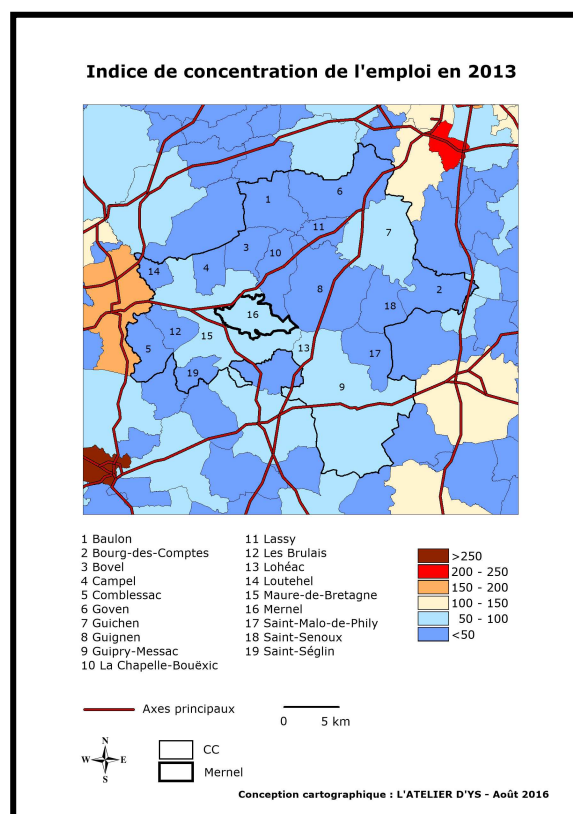 Indice de concentration de l'emploi en 2013
1
6
11
7
3
10
14
4
8
2
18
16
15
12
13
5
17
19
9
1 Baulon
2 Bourg-des-Comptes
3 Bovel
4 Campel
5 Comblessac
6 Goven
7 Guichen
8 Guignen
9 Guipry-Messac
10 La Chapelle-Bouëxic
11 Lassy
12 Les Brulais
13 Lohéac
14 Loutehel
15 Maure-de-Bretagne
16 Mernel
17 Saint-Malo-de-Phily
18 Saint-Senoux
19 Saint-Séglin
>250
200 - 250
150 - 200
100 - 150
50 - 100
<50
Axes principaux
0 5 km
N
W E
S
CC
Mernel
Conception cartographique : L'ATELIER D'YS - Août 2016